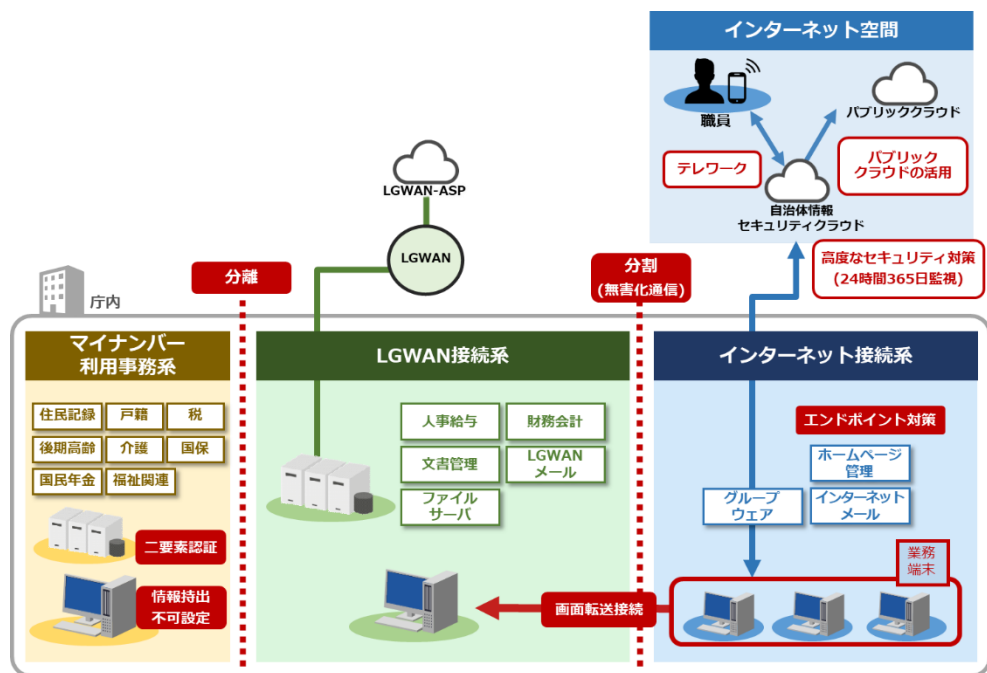 インターネット空間
職員
パブリッククラウド
テレワーク
パブリック
クラウドの活用
自治体情報
セキュリティクラウド
高度なセキュリティ対策
(24時間365日監視)
LGWAN-ASP
LGWAN
分離
分割
(無害化通信)
庁内
マイナンバー
利用事務系
住民記録
戸籍
税
後期高齢
介護
国保
国民年金
福祉関連
二要素認証
情報持出
不可設定
LGWAN接続系
人事給与
財務会計
文書管理
LGWAN
メール
ファイル
サーバ
画面転送接続
インターネット接続系
エンドポイント対策
ホームページ
管理
グループ
ウェア
インターネット
メール
業務
端末